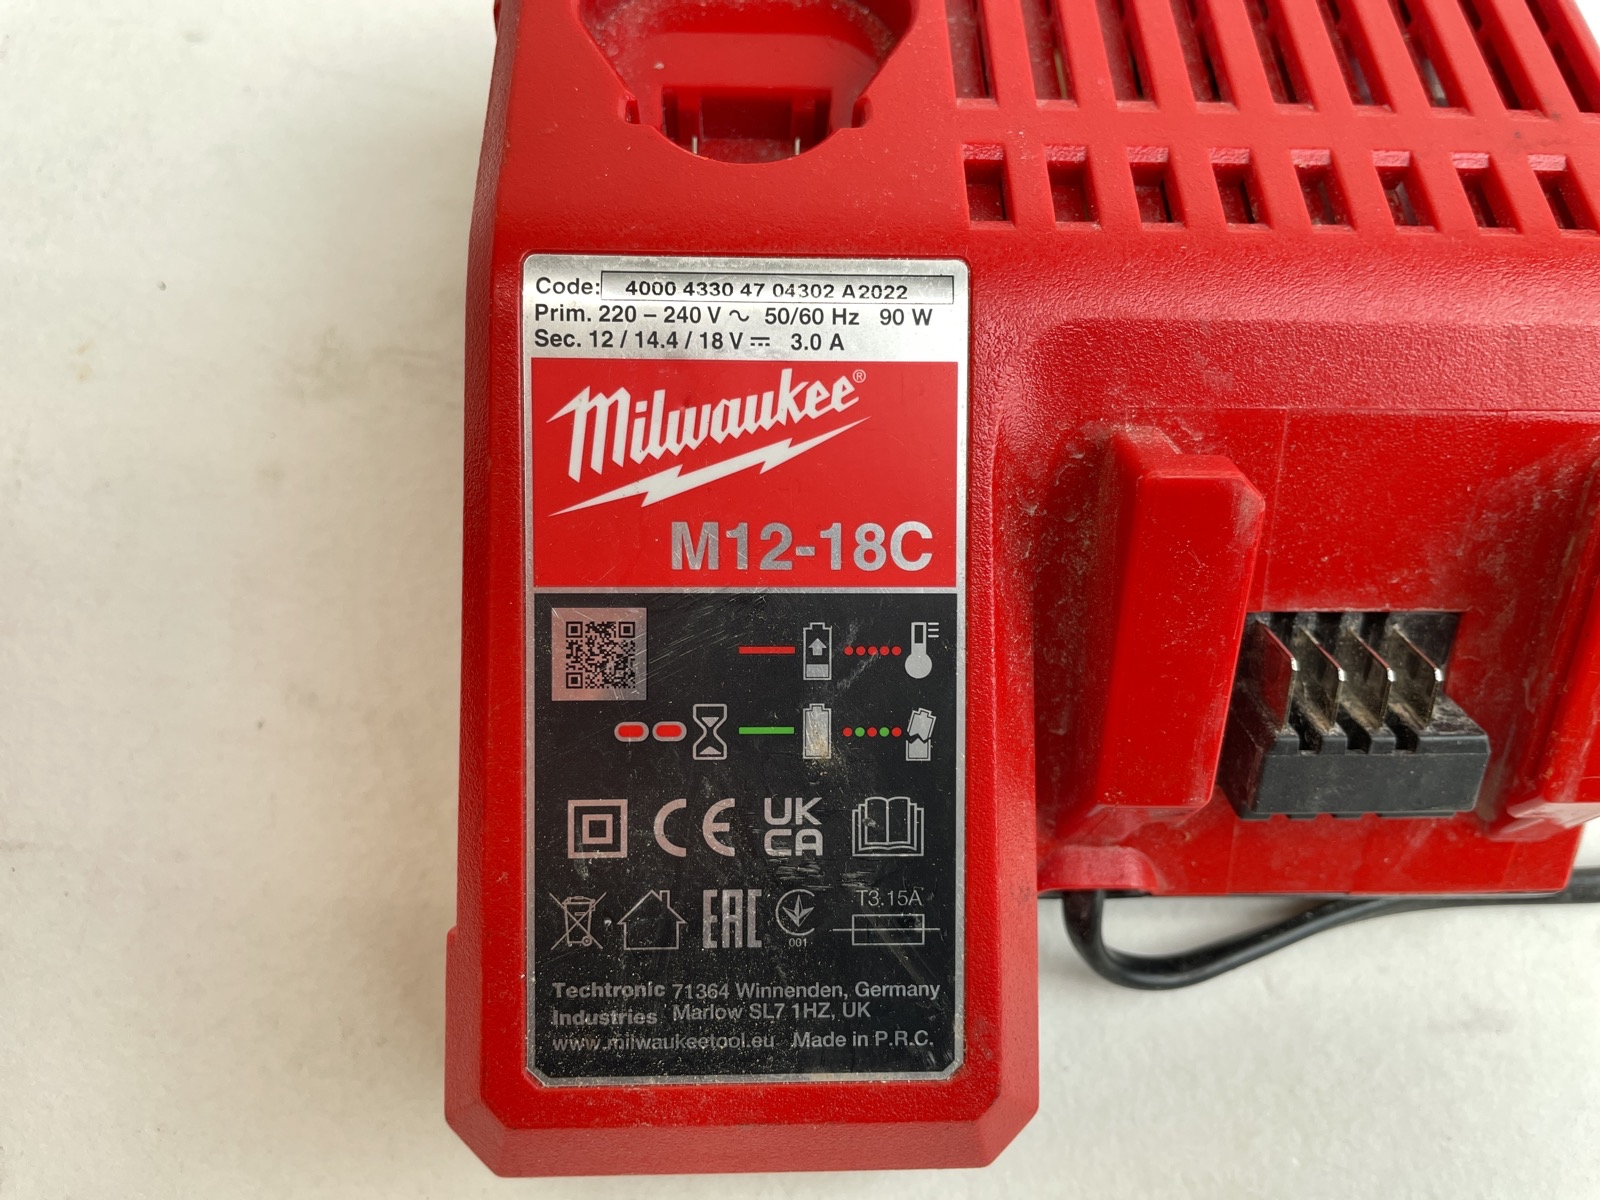 Code: 4000 4330 47 04302 A2022
Prim. 220 – 240 V ~ 50/60 Hz 90 W
Sec. 12 / 14.4 / 18 V ⎓ 3.0 A
Milwaukee®
M12-18C
CE UK
CA
T3.15A
EAC
001
Techtronic 71364 Winnenden, Germany
Industries Marlow SL7 1HZ, UK
www.milwaukeetool.eu Made in P.R.C.